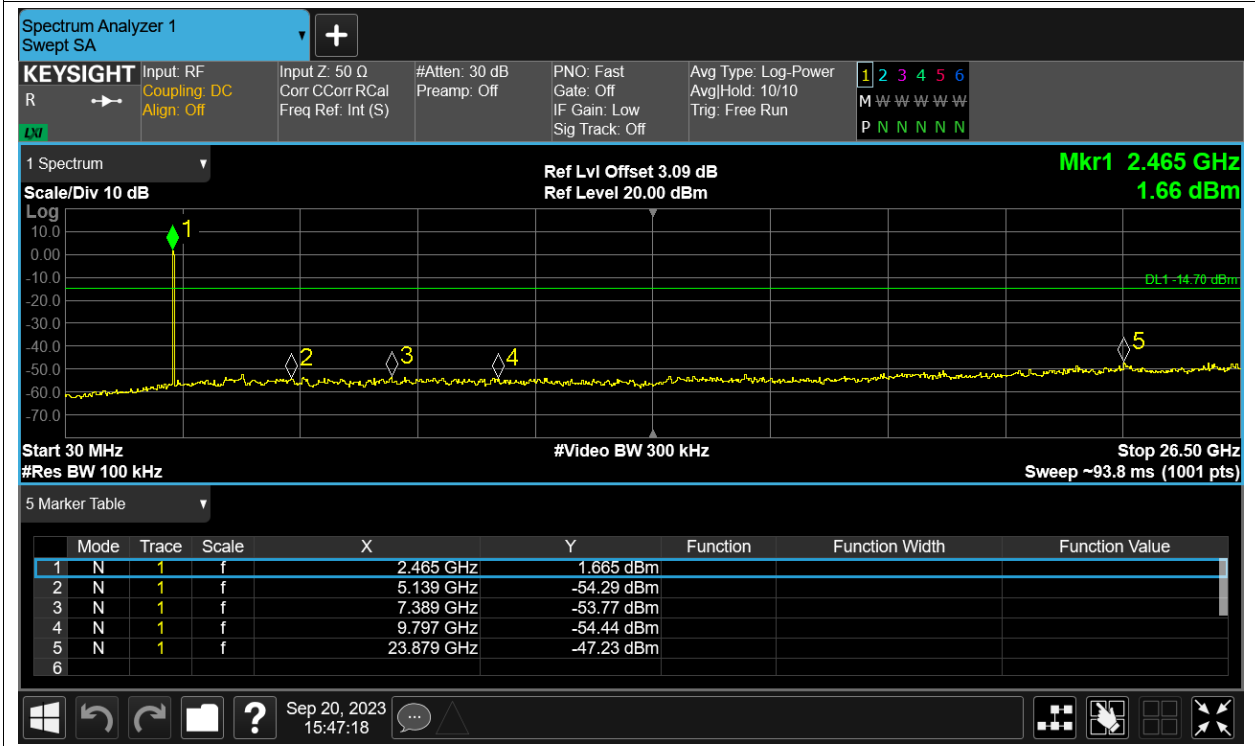 Spectrum Analyzer 1
Swept SA
+
KEYSIGHT
R
LXI
Input: RF
Coupling: DC
Align: Off
Input Z: 50 Ω
Corr CCorr RCal
Freq Ref: Int (S)
#Atten: 30 dB
Preamp: Off
PNO: Fast
Gate: Off
IF Gain: Low
Sig Track: Off
Avg Type: Log-Power
Avg|Hold: 10/10
Trig: Free Run
1 2 3 4 5 6
M W W W W W
P N N N N N
1 Spectrum
Scale/Div 10 dB
Ref Lvl Offset 3.09 dB
Ref Level 20.00 dBm
Mkr1 2.465 GHz
1.66 dBm
Log
10.0
0.00
-10.0
-20.0
-30.0
-40.0
-50.0
-60.0
-70.0
1
2
3
4
5
DL1 -14.70 dBm
Start 30 MHz
#Video BW 300 kHz
Stop 26.50 GHz
#Res BW 100 kHz
Sweep ~93.8 ms (1001 pts)
5 Marker Table
Mode Trace Scale X Y Function Function Width Function Value
1 N 1 f 2.465 GHz 1.665 dBm
2 N 1 f 5.139 GHz -54.29 dBm
3 N 1 f 7.389 GHz -53.77 dBm
4 N 1 f 9.797 GHz -54.44 dBm
5 N 1 f 23.879 GHz -47.23 dBm
6
?
Sep 20, 2023
15:47:18